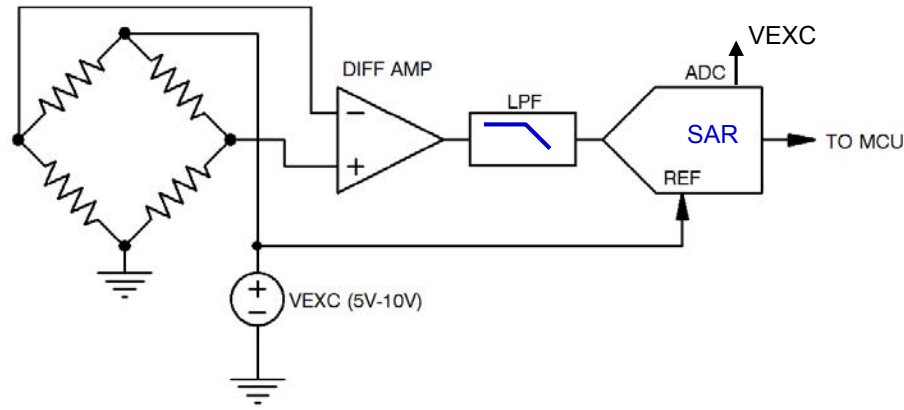 VEXC
DIFF AMP
ADC
LPF
−
SAR
TO MCU
+
REF
+
−
VEXC (5V-10V)